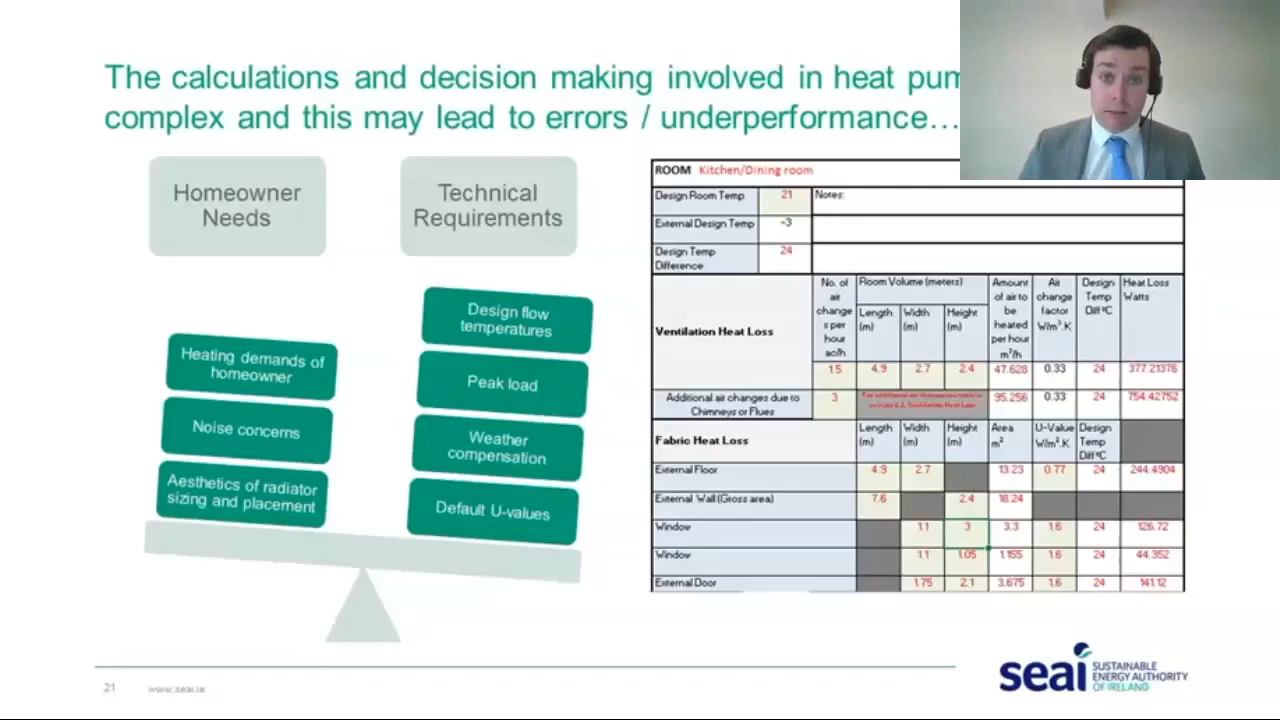 The calculations and decision making involved in heat pum
complex and this may lead to errors / underperformance…
Homeowner
Needs
Technical
Requirements
Heating demands of
homeowner
Noise concerns
Aesthetics of radiator
sizing and placement
Design flow
temperatures
Peak load
Weather
compensation
Default U-values
ROOM Kitchen/Dining room
Design Room Temp 21 Notes:
External Design Temp -3
Design Temp
Difference 24
Ventilation Heat Loss
No. of
air
change
s per
hour
ac/h
Room Volume (meters)
Length
(m)
Width
(m)
Height
(m)
Amount
of air to
be
heated
per hour
m³/h
Air
change
factor
W/m³.K
Design
Temp
Diff ºC
Heat Loss
Watts
1.5 4.9 2.7 2.4 47.628 0.33 24 377.21376
Additional air changes due to
Chimneys or Flues
3 95.256 0.33 24 754.42752
Fabric Heat Loss
Length
(m)
Width
(m)
Height
(m)
Area
m²
U-Value
W/m².K
Design
Temp
Diff ºC
External Floor 4.9 2.7 13.23 0.77 24 244.4904
External Wall (Gross area) 7.6 2.4 18.24
Window 1.1 3 3.3 1.6 24 126.72
Window 1.1 1.05 1.155 1.6 24 44.352
External Door 1.75 2.1 3.675 1.6 24 141.12
21 www.seai.ie
seai SUSTAINABLE
ENERGY AUTHORITY
OF IRELAND